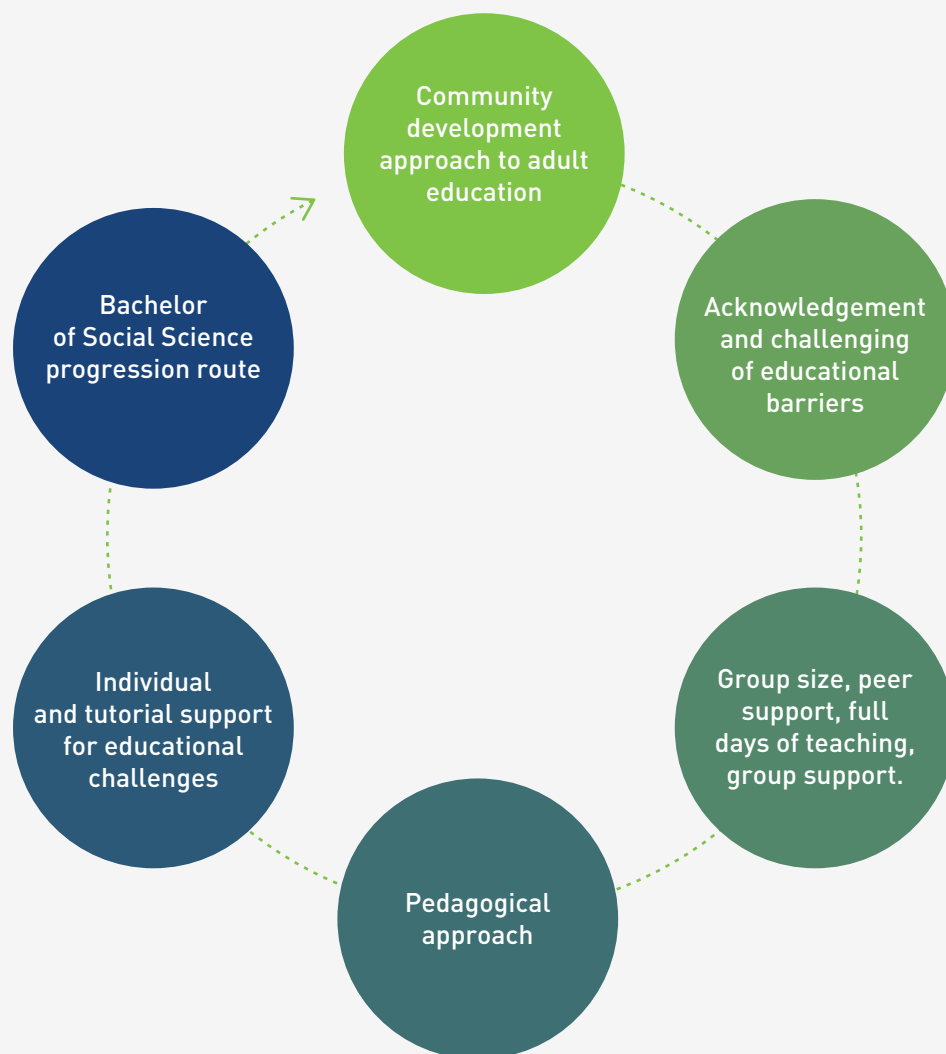 Community
development
approach to adult
education
Acknowledgement
and challenging
of educational
barriers
Group size, peer
support, full
days of teaching,
group support.
Pedagogical
approach
Individual
and tutorial support
for educational
challenges
Bachelor
of Social Science
progression route